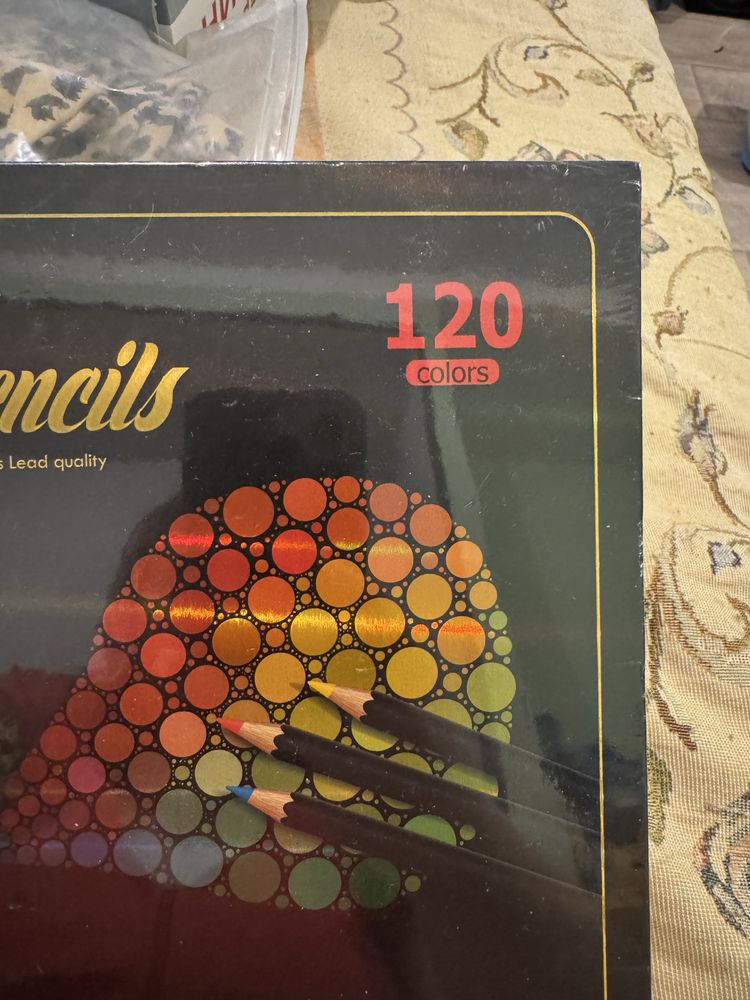 120
colors
encils
s Lead quality